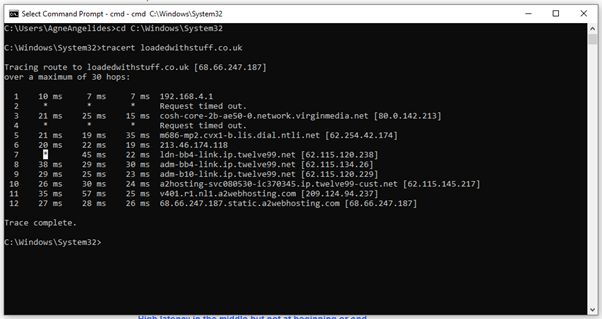 Select Command Prompt - cmd - cmd C:\Windows\System32
C:\Users\AgneAngelides>cd C:\Windows\System32
C:\Windows\System32>tracert loadedwithstuff.co.uk
Tracing route to loadedwithstuff.co.uk [68.66.247.187]
over a maximum of 30 hops:
1 10 ms 7 ms 7 ms 192.168.4.1
2 * * * Request timed out.
3 21 ms 25 ms 15 ms cosh-core-2b-ae50-0.network.virginmedia.net [80.0.142.213]
4 * * * Request timed out.
5 21 ms 19 ms 35 ms m686-mp2.cvx1-b.lis.dial.ntli.net [62.254.42.174]
6 20 ms 22 ms 19 ms 213.46.174.118
7 * 45 ms 22 ms ldn-bb4-link.ip.twelve99.net [62.115.120.238]
8 38 ms 29 ms 30 ms adm-bb4-link.ip.twelve99.net [62.115.134.26]
9 29 ms 25 ms 23 ms adm-b10-link.ip.twelve99.net [62.115.120.229]
10 26 ms 30 ms 24 ms a2hosting-svc080530-ic370345.ip.twelve99-cust.net [62.115.145.217]
11 35 ms 57 ms 25 ms v401.r1.nl1.a2webhosting.com [209.124.94.237]
12 27 ms 28 ms 26 ms 68.66.247.187.static.a2webhosting.com [68.66.247.187]
Trace complete.
C:\Windows\System32>
High latency in the middle but not at beginning or end